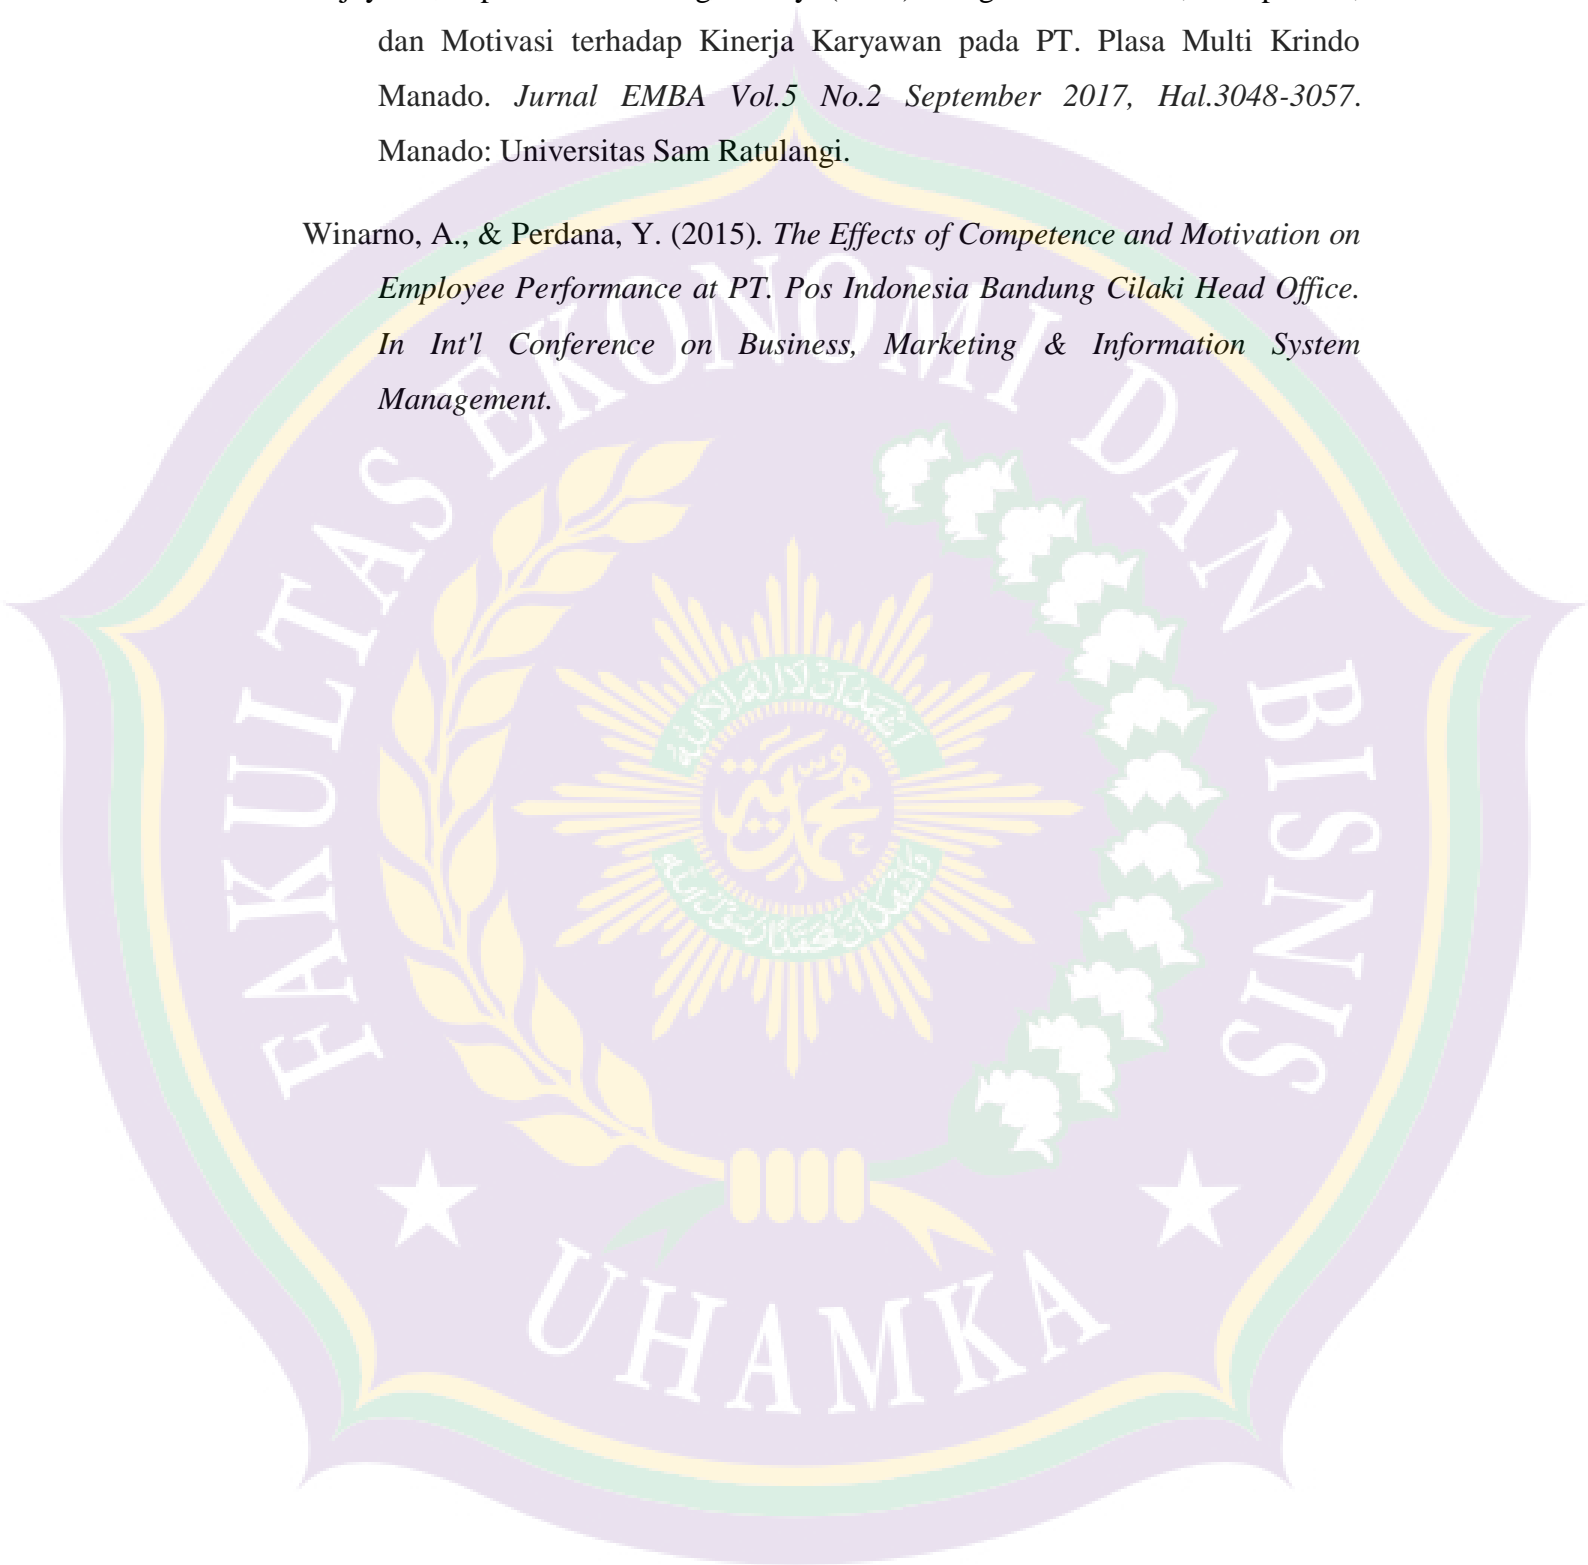 dan Motivasi terhadap Kinerja Karyawan pada PT. Plasa Multi Krindo
Manado. Jurnal EMBA Vol.5 No.2 September 2017, Hal.3048-3057.
Manado: Universitas Sam Ratulangi.
Winarno, A., & Perdana, Y. (2015). The Effects of Competence and Motivation on
Employee Performance at PT. Pos Indonesia Bandung Cilaki Head Office.
In Int'l Conference on Business, Marketing & Information System
Management.
FAKULTAS EKONOMI DAN BISNIS
UHAMKA